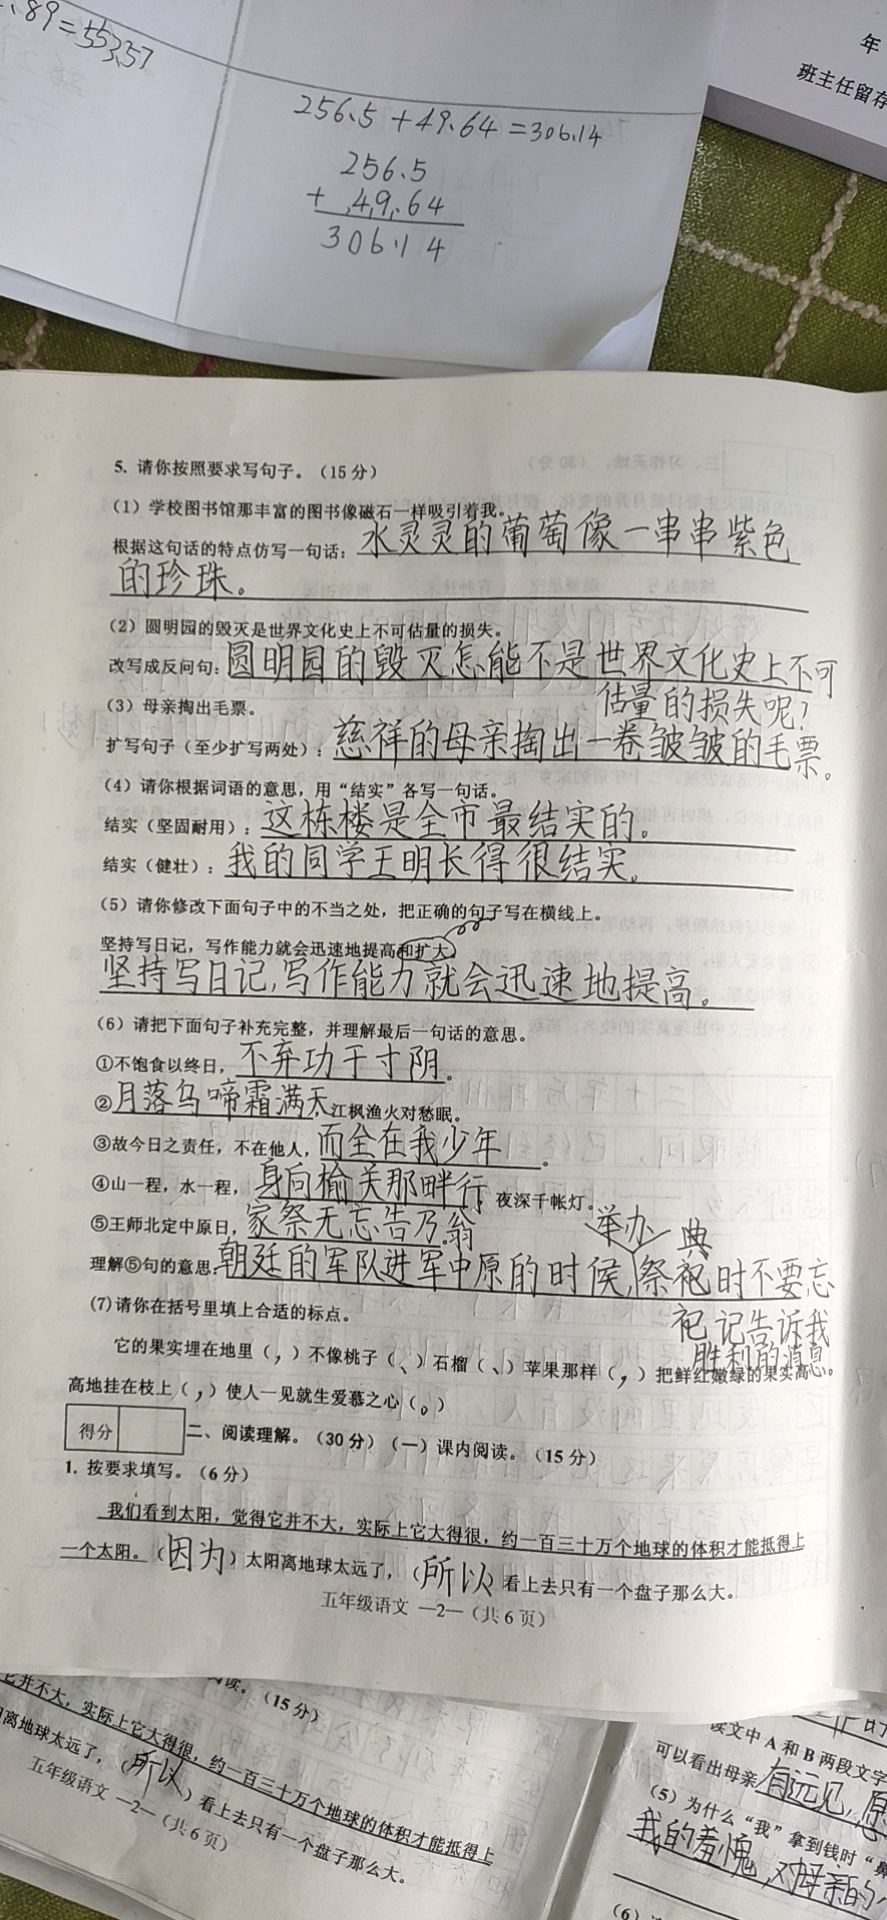 .89=553.57
256.5+49.64=306.14
256.5
+ 49.64
306.14
年
班主任留存
5. 请你按照要求写句子。(15分)
(1) 学校图书馆那丰富的图书像磁石一样吸引着我。
根据这句话的特点仿写一句话: 水灵灵的葡萄像一串串紫色
的珍珠。
(2) 圆明园的毁灭是世界文化史上不可估量的损失。
改写成反问句: 圆明园的毁灭怎能不是世界文化史上不可
估量的损失呢?
(3) 母亲掏出毛票。
扩写句子(至少扩写两处): 慈祥的母亲掏出一卷皱皱的毛票。
(4) 请你根据词语的意思,用“结实”各写一句话。
结实(坚固耐用): 这栋楼是全市最结实的。
结实(健壮): 我的同学王明长得很结实。
(5) 请你修改下面句子中的不当之处,把正确的句子写在横线上。
坚持写日记,写作能力就会迅速地提高和扩大。
坚持写日记,写作能力就会迅速地提高。
(6) 请把下面句子补充完整,并理解最后一句话的意思。
①不饱食以终日,不弃功于寸阴。
②月落乌啼霜满天,江枫渔火对愁眠。
③故今日之责任,不在他人,而全在我少年。
④山一程,水一程,身向榆关那畔行,夜深千帐灯。
⑤王师北定中原日,家祭无忘告乃翁。
举办 典
理解⑤句的意思:朝廷的军队进军中原的时候,祭祀时不要忘
祀 记告诉我
胜利的消息。
(7) 请你在括号里填上合适的标点。
它的果实埋在地里(,)不像桃子(、)石榴(、)苹果那样(,)把鲜红嫩绿的果实高
高地挂在枝上(,)使人一见就生爱慕之心(。)
得分
二、阅读理解。(30分)(一)课内阅读。(15分)
1. 按要求填写。(6分)
我们看到太阳,觉得它并不大,实际上它大得很,约一百三十万个地球的体积才能抵得上
一个太阳。(因为)太阳离地球太远了,(所以)看上去只有一个盘子那么大。
五年级语文 —2—(共6页)
阅读。(15分)
它并不大,实际上它大得很,约一百三十万个地球的体积才能抵得上
离地球太远了,(所以)看上去只有一个盘子那么大。
五年级语文 —2—(共6页)
读文中A和B两段文字
可以看出母亲有远见,
(5) 为什么“我”拿到钱时“鼻
我的羞愧,对母亲的
(6)